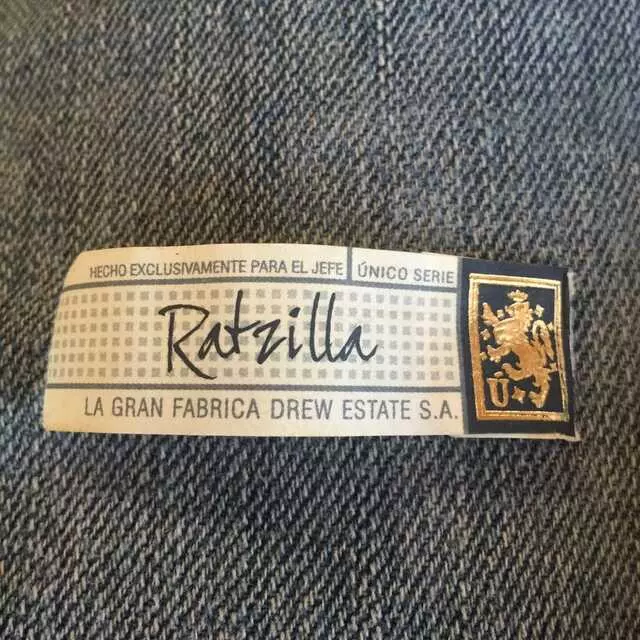 HECHO EXCLUSIVAMENTE PARA EL JEFE ÚNICO SERIE
Ratzilla
LA GRAN FABRICA DREW ESTATE S.A.
Ú